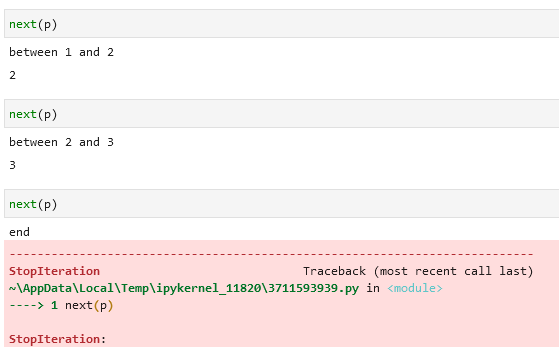 next(p)
between 1 and 2
2
next(p)
between 2 and 3
3
next(p)
end
---------------------------------------------------------------------------
StopIteration                             Traceback (most recent call last)
~\AppData\Local\Temp\ipykernel_11820\3711593939.py in <module>
----> 1 next(p)
StopIteration: